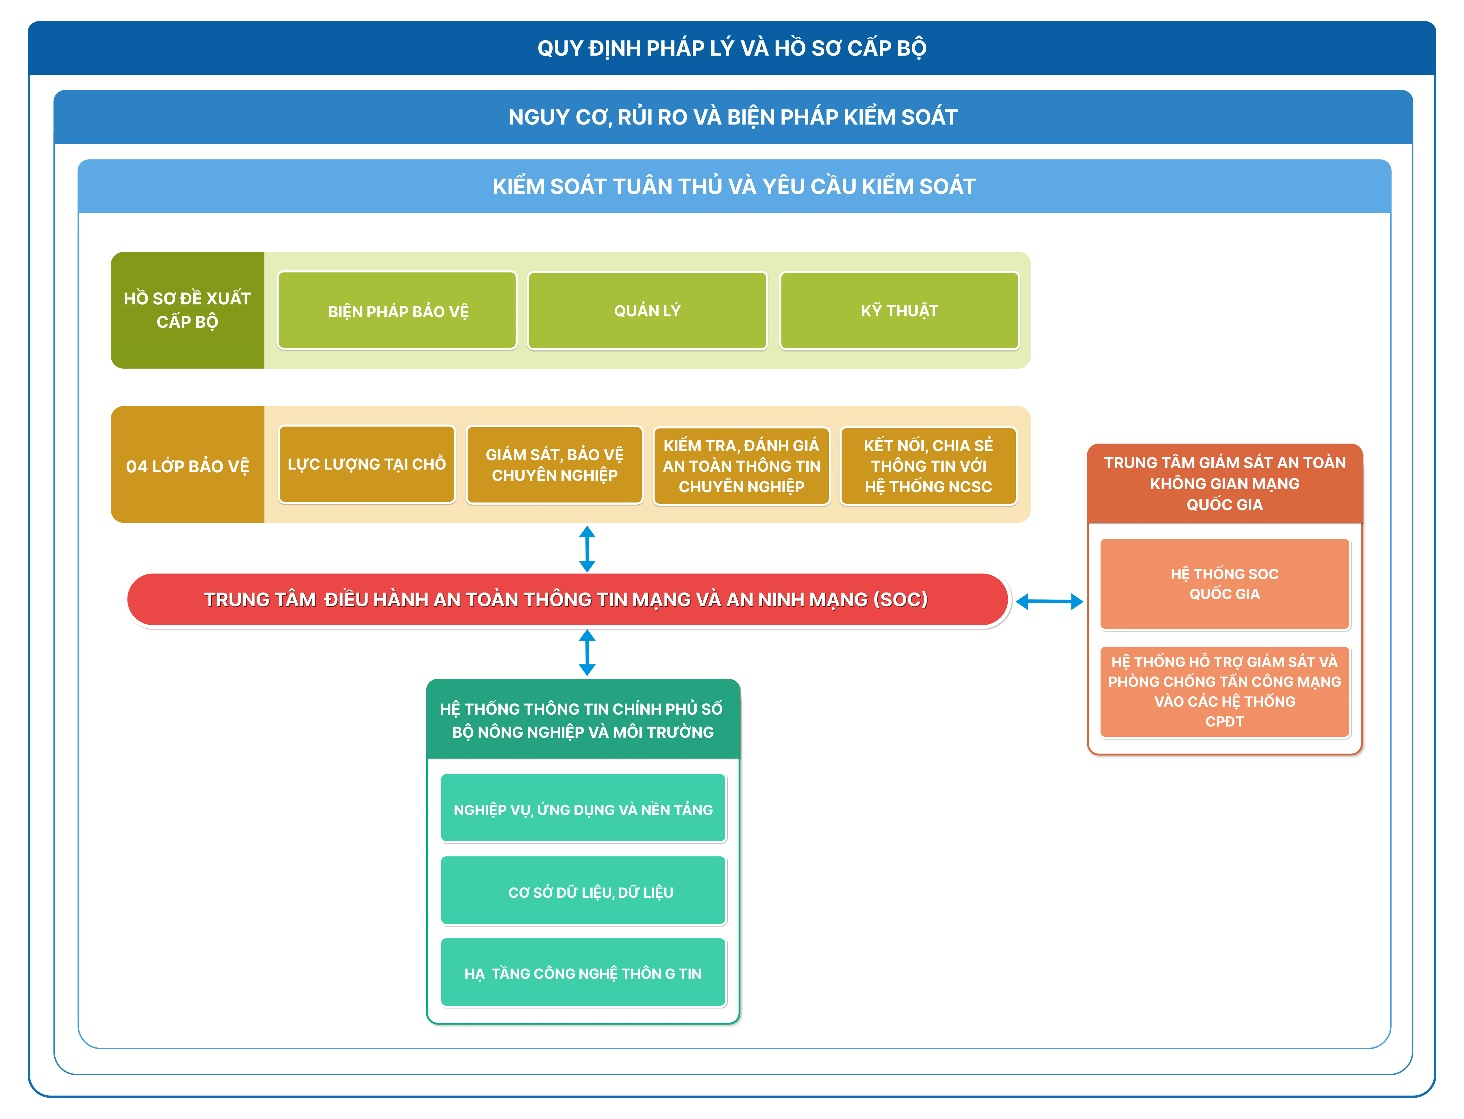 QUY ĐỊNH PHÁP LÝ VÀ HỒ SƠ CẤP BỘ
NGUY CƠ, RỦI RO VÀ BIỆN PHÁP KIỂM SOÁT
KIỂM SOÁT TUÂN THỦ VÀ YÊU CẦU KIỂM SOÁT
HỒ SƠ ĐỀ XUẤT
CẤP BỘ
BIỆN PHÁP BẢO VỆ
QUẢN LÝ
KỸ THUẬT
04 LỚP BẢO VỆ
LỰC LƯỢNG TẠI CHỖ
GIÁM SÁT, BẢO VỆ
CHUYÊN NGHIỆP
KIỂM TRA, ĐÁNH GIÁ
AN TOÀN THÔNG TIN
CHUYÊN NGHIỆP
KẾT NỐI, CHIA SẺ
THÔNG TIN VỚI
HỆ THỐNG NCSC
TRUNG TÂM GIÁM SÁT AN TOÀN
KHÔNG GIAN MẠNG
QUỐC GIA
HỆ THỐNG SOC
QUỐC GIA
HỆ THỐNG HỖ TRỢ GIÁM SÁT VÀ
PHÒNG CHỐNG TẤN CÔNG MẠNG
VÀO CÁC HỆ THỐNG
CPĐT
TRUNG TÂM ĐIỀU HÀNH AN TOÀN THÔNG TIN MẠNG VÀ AN NINH MẠNG (SOC)
HỆ THỐNG THÔNG TIN CHÍNH PHỦ SỐ
BỘ NÔNG NGHIỆP VÀ MÔI TRƯỜNG
NGHIỆP VỤ, ỨNG DỤNG VÀ NỀN TẢNG
CƠ SỞ DỮ LIỆU, DỮ LIỆU
HẠ TẦNG CÔNG NGHỆ THÔN G TIN